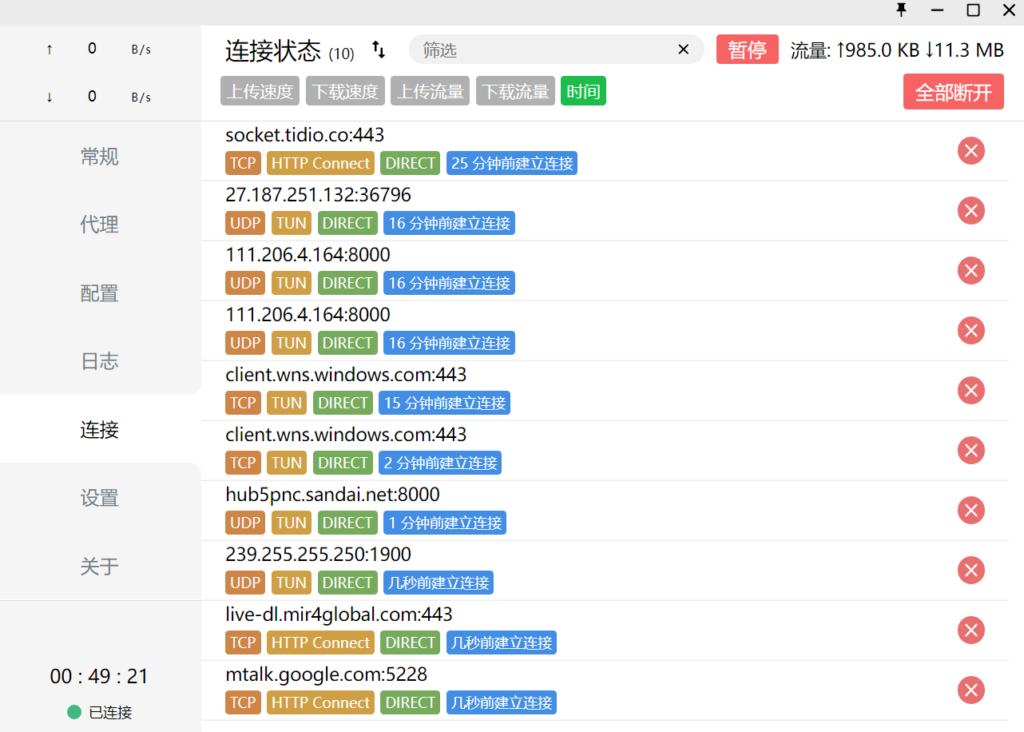 ↑ 0 B/s
↓ 0 B/s
常规
代理
配置
日志
连接
设置
关于
00 : 49 : 21
已连接
连接状态 (10) 筛选 暂停 流量: ↑985.0 KB ↓11.3 MB
上传速度 下载速度 上传流量 下载流量 时间 全部断开
socket.tidio.co:443
TCP HTTP Connect DIRECT 25 分钟前建立连接
27.187.251.132:36796
UDP TUN DIRECT 16 分钟前建立连接
111.206.4.164:8000
UDP TUN DIRECT 16 分钟前建立连接
111.206.4.164:8000
UDP TUN DIRECT 16 分钟前建立连接
client.wns.windows.com:443
TCP TUN DIRECT 15 分钟前建立连接
client.wns.windows.com:443
TCP TUN DIRECT 2 分钟前建立连接
hub5pnc.sandai.net:8000
UDP TUN DIRECT 1 分钟前建立连接
239.255.255.250:1900
UDP TUN DIRECT 几秒前建立连接
live-dl.mir4global.com:443
TCP HTTP Connect DIRECT 几秒前建立连接
mtalk.google.com:5228
TCP HTTP Connect DIRECT 几秒前建立连接